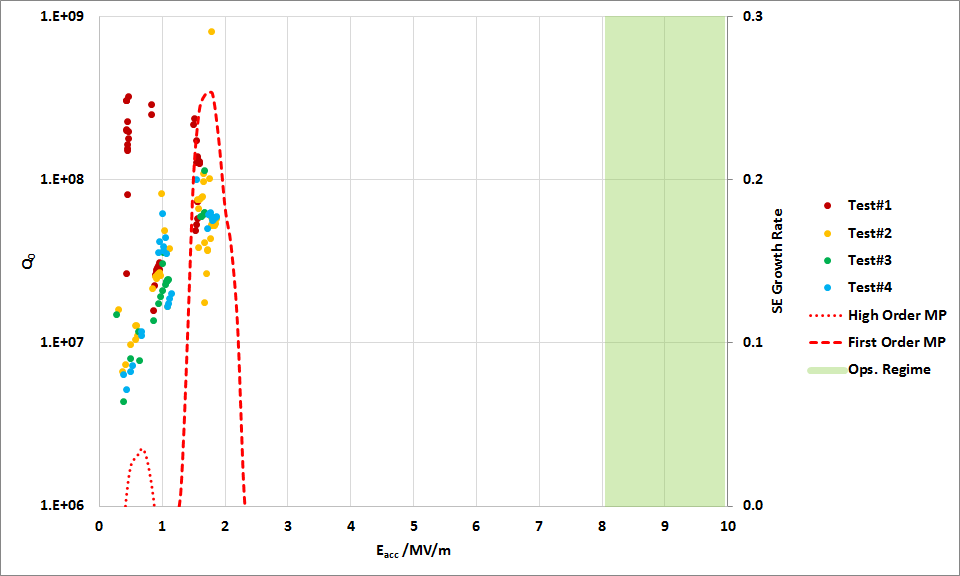 1.E+09
1.E+08
1.E+07
1.E+06
Q0
0.3
0.2
0.1
0.0
SE Growth Rate
0 1 2 3 4 5 6 7 8 9 10
Eacc /MV/m
Test#1
Test#2
Test#3
Test#4
High Order MP
First Order MP
Ops. Regime